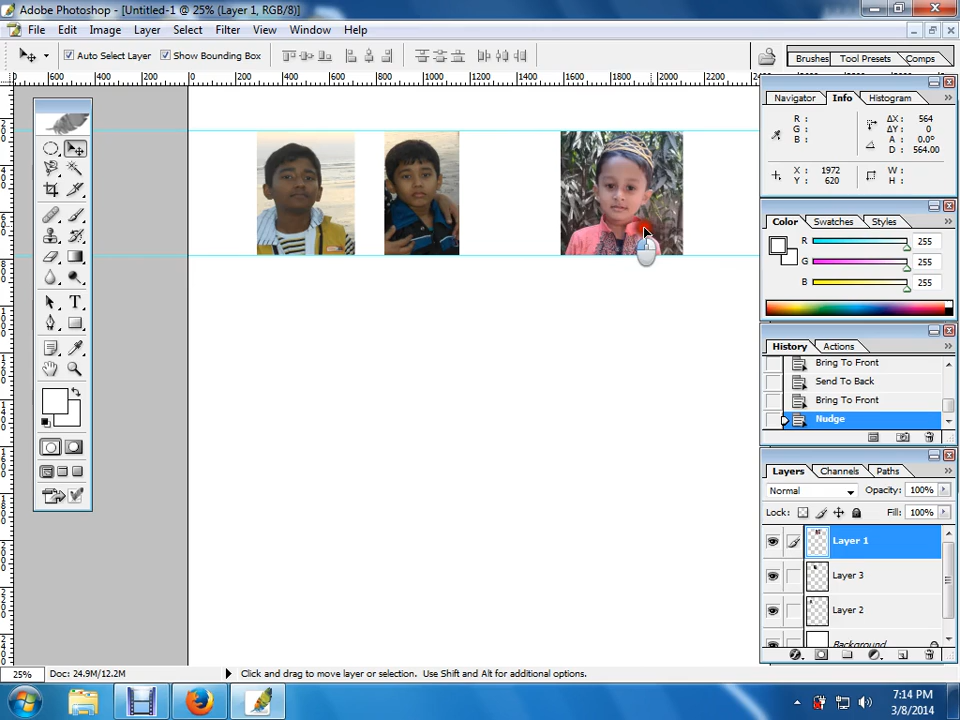 Adobe Photoshop - [Untitled-1 @ 25% (Layer 1, RGB/8)]
File Edit Image Layer Select Filter View Window Help
Auto Select Layer Show Bounding Box
Brushes Tool Presets Comps
600 400 200 0 200 400 600 800 1000 1200 1400 1600 1800 2000 2200
Navigator Info Histogram
R : ΔX : 564
G : ΔY : 0
B : A : 0.0º
D : 564.00
X : 1972 W :
Y : 620 H :
Color Swatches Styles
R 255
G 255
B 255
History Actions
Bring To Front
Send To Back
Bring To Front
Nudge
Layers Channels Paths
Normal Opacity: 100%
Lock: Fill: 100%
Layer 1
Layer 3
Layer 2
Background
25% Doc: 24.9M/12.2M Click and drag to move layer or selection. Use Shift and Alt for additional options.
7:14 PM
3/8/2014